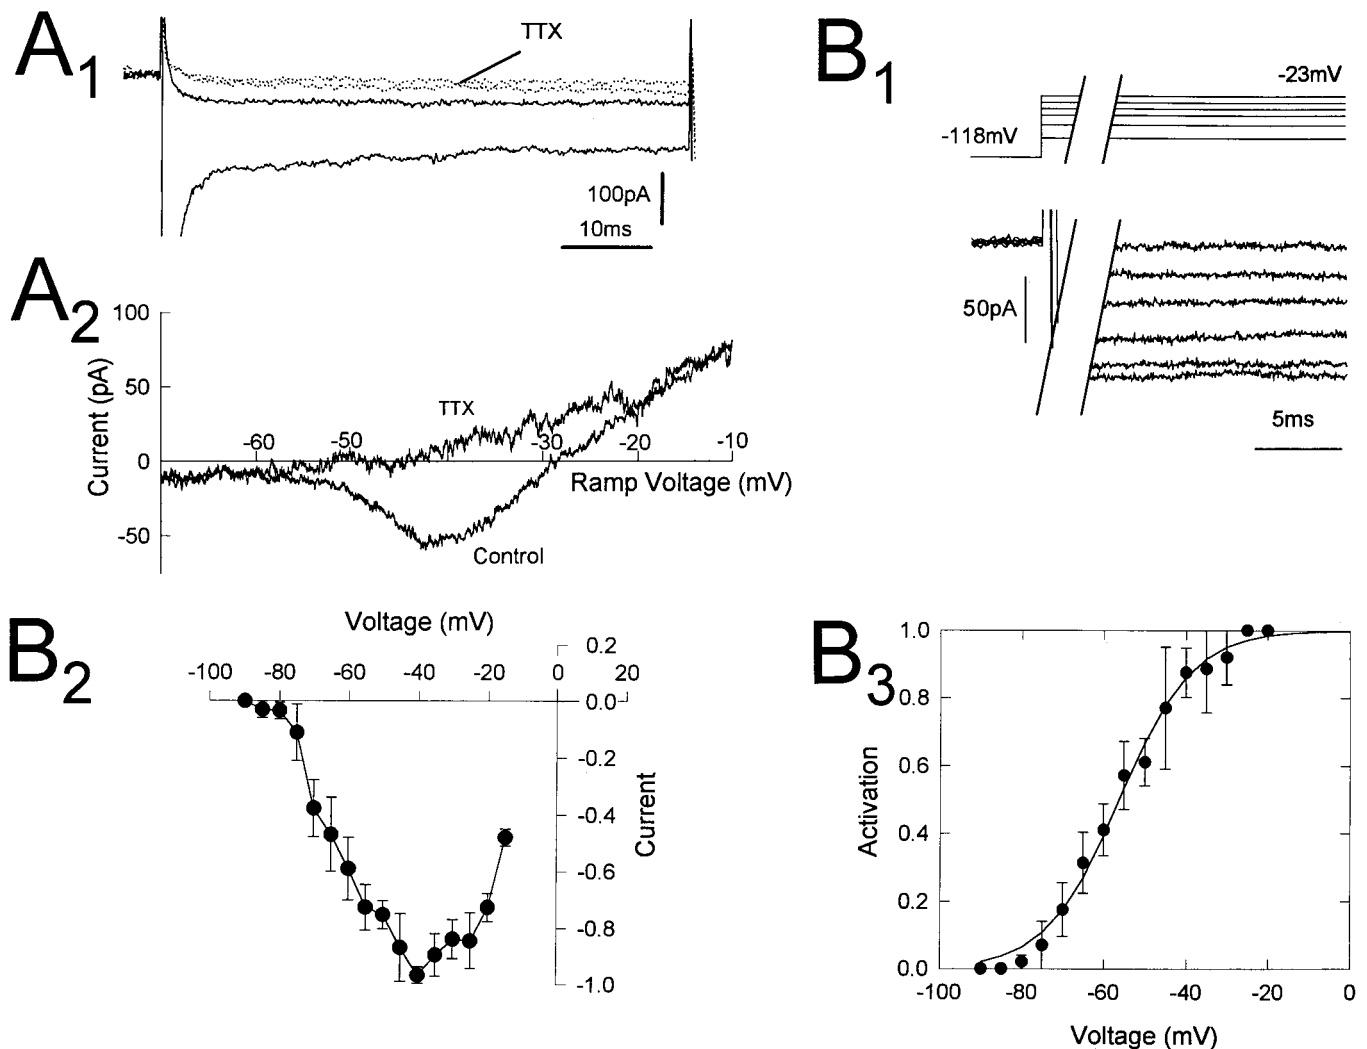 A1
TTX
100pA
10ms
B1
-23mV
-118mV
50pA
5ms
A2
100
50
0
-50
Current (pA)
-60
-50
-40
-30
-20
-10
TTX
Ramp Voltage (mV)
Control
B2
Voltage (mV)
-100
-80
-60
-40
-20
0
20
0.2
0.0
-0.2
-0.4
-0.6
-0.8
-1.0
Current
B3
1.0
0.8
0.6
0.4
0.2
0.0
Activation
-100
-80
-60
-40
-20
0
Voltage (mV)